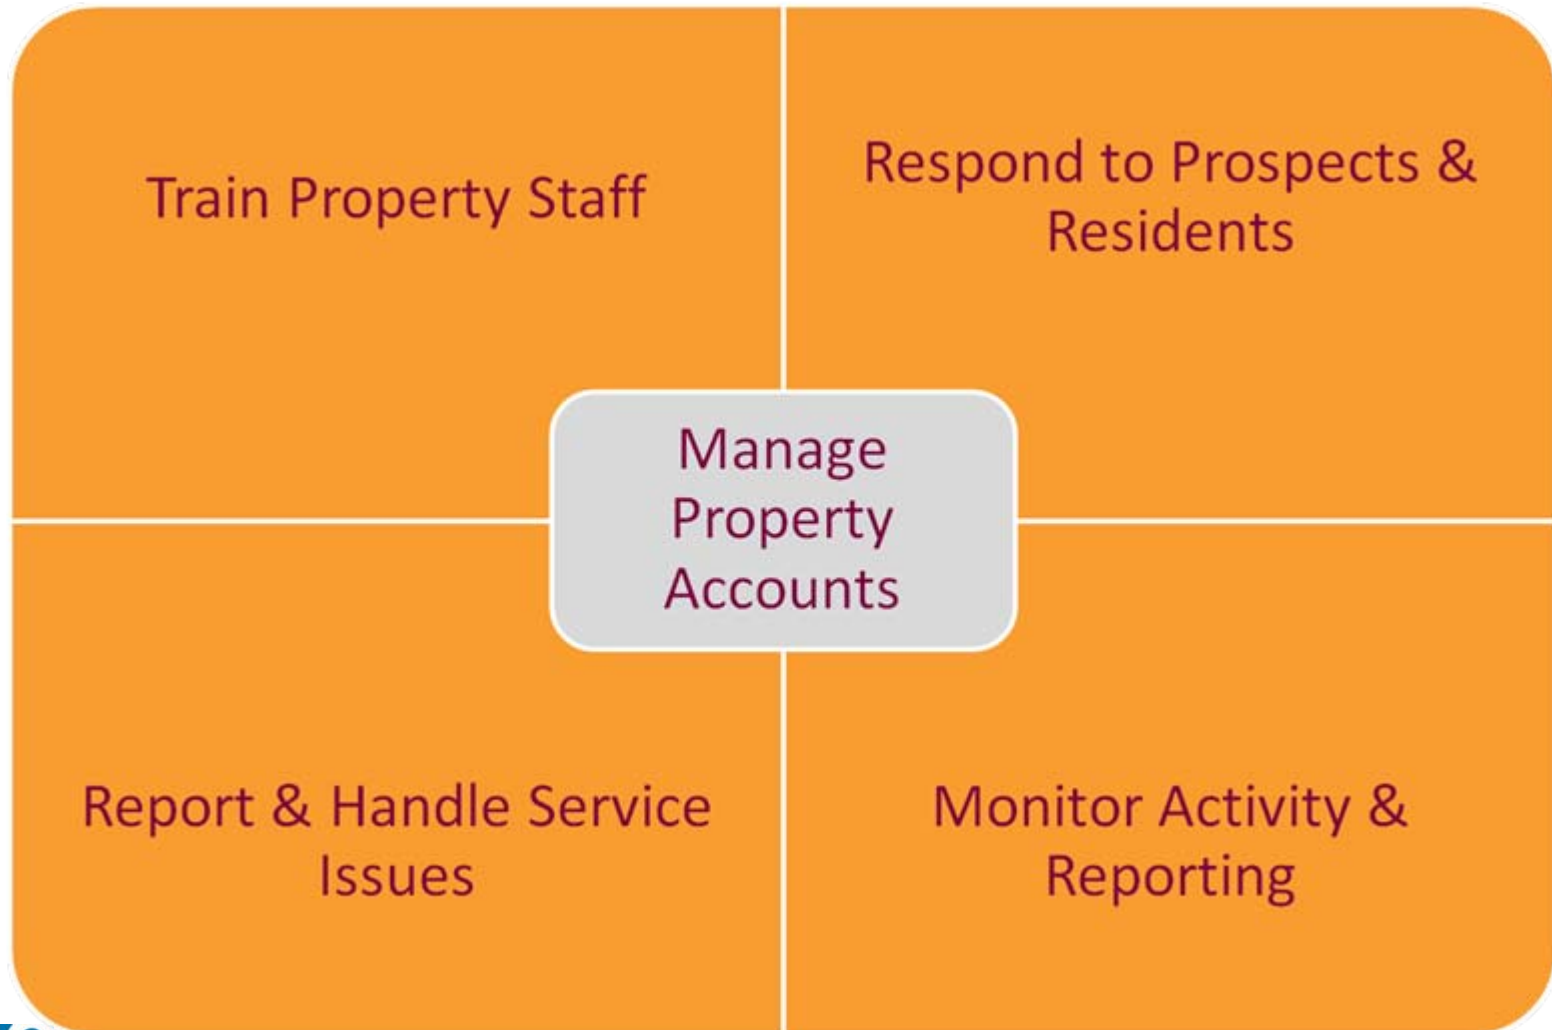 Train Property Staff
Respond to Prospects &
Residents
Manage
Property
Accounts
Report & Handle Service
Issues
Monitor Activity &
Reporting